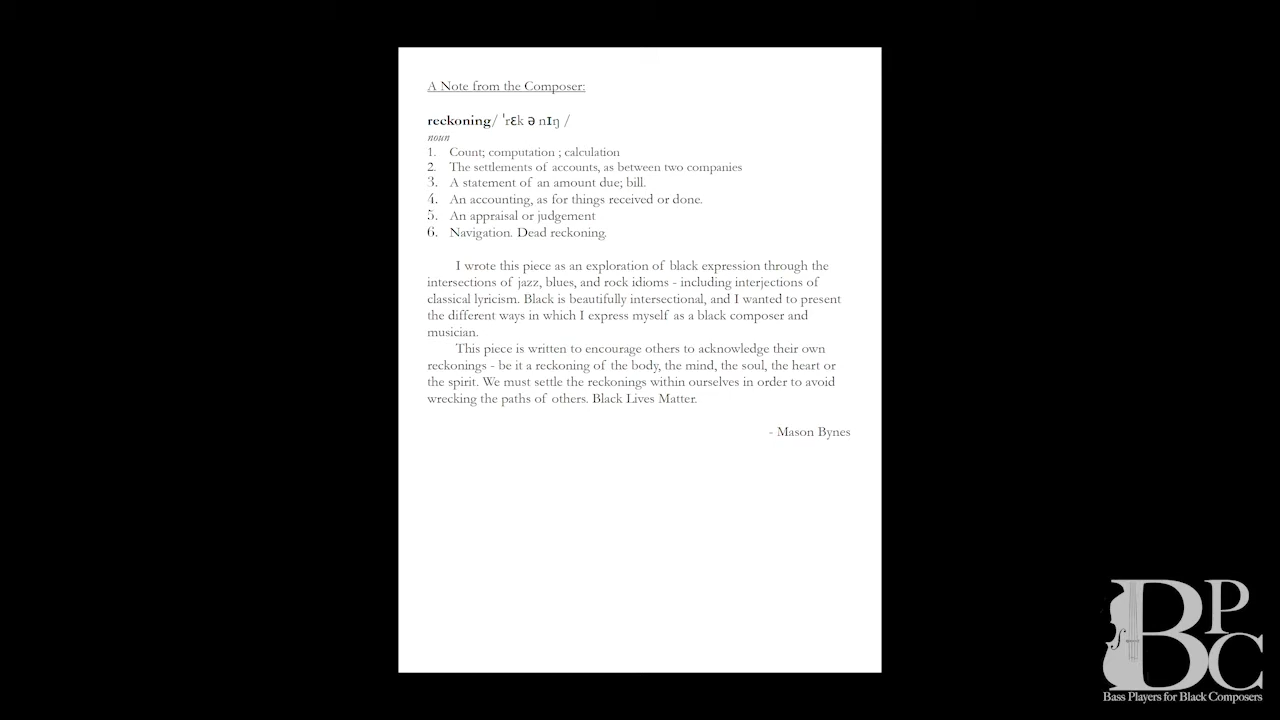 A Note from the Composer:
reckoning/ ˈrɛk ə nɪŋ /
noun
1. Count; computation ; calculation
2. The settlements of accounts, as between two companies
3. A statement of an amount due; bill.
4. An accounting, as for things received or done.
5. An appraisal or judgement
6. Navigation. Dead reckoning.
I wrote this piece as an exploration of black expression through the
intersections of jazz, blues, and rock idioms - including interjections of
classical lyricism. Black is beautifully intersectional, and I wanted to present
the different ways in which I express myself as a black composer and
musician.
This piece is written to encourage others to acknowledge their own
reckonings - be it a reckoning of the body, the mind, the soul, the heart or
the spirit. We must settle the reckonings within ourselves in order to avoid
wrecking the paths of others. Black Lives Matter.
- Mason Bynes
BPC
Bass Players for Black Composers